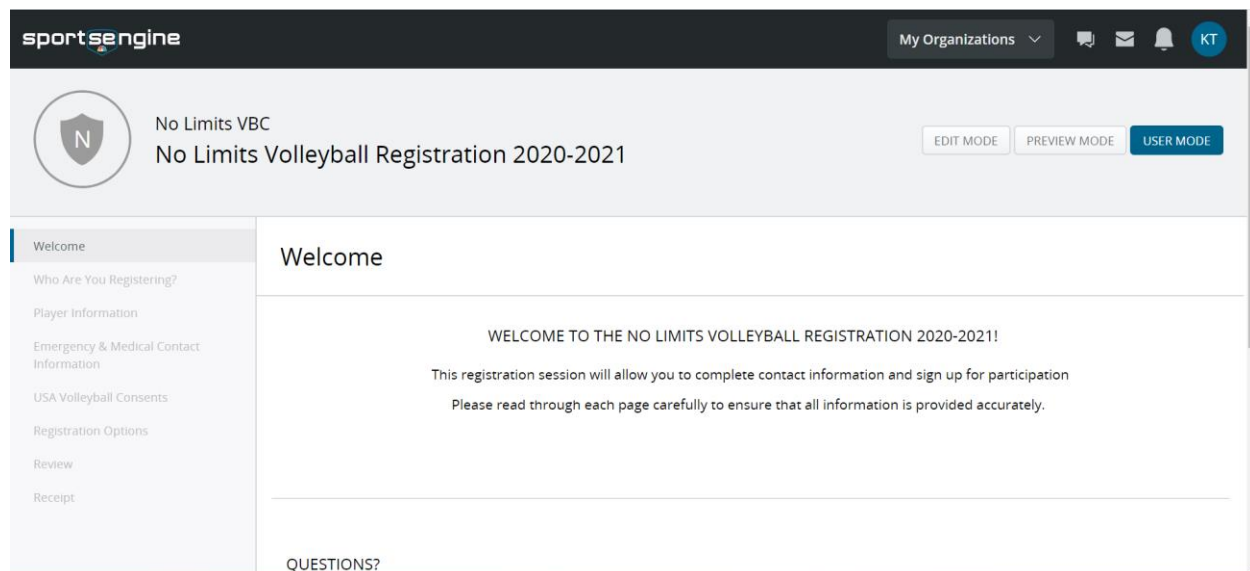 sportsengine
My Organizations
KT
N
No Limits VBC
No Limits Volleyball Registration 2020-2021
EDIT MODE
PREVIEW MODE
USER MODE
Welcome
Who Are You Registering?
Player Information
Emergency & Medical Contact
Information
USA Volleyball Consents
Registration Options
Review
Receipt
Welcome
WELCOME TO THE NO LIMITS VOLLEYBALL REGISTRATION 2020-2021!
This registration session will allow you to complete contact information and sign up for participation
Please read through each page carefully to ensure that all information is provided accurately.
QUESTIONS?